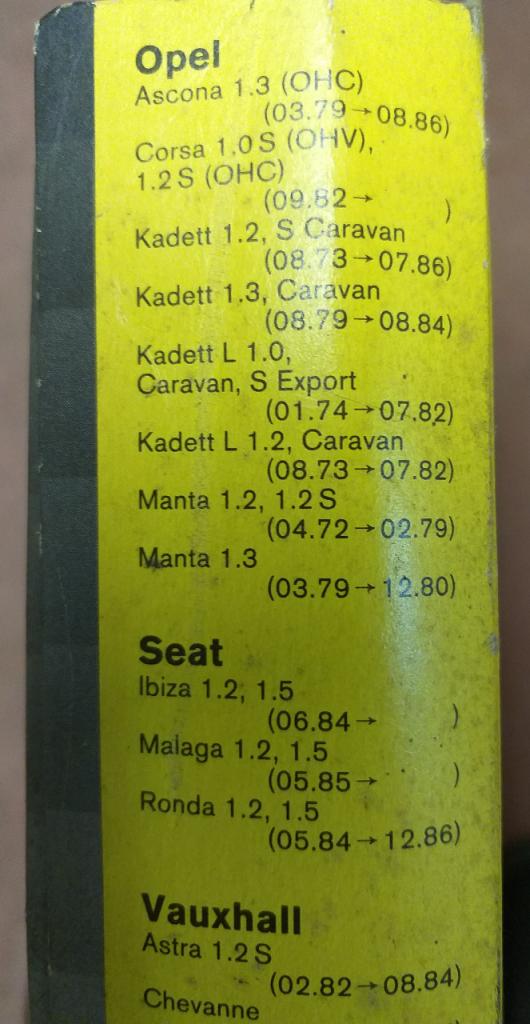 Opel
Ascona 1.3 (OHC)
(03.79→08.86)
Corsa 1.0 S (OHV),
1.2 S (OHC)
(09.82→ )
Kadett 1.2, S Caravan
(08.73→07.86)
Kadett 1.3, Caravan
(08.79→08.84)
Kadett L 1.0,
Caravan, S Export
(01.74→07.82)
Kadett L 1.2, Caravan
(08.73→07.82)
Manta 1.2, 1.2 S
(04.72→02.79)
Manta 1.3
(03.79→12.80)
Seat
Ibiza 1.2, 1.5
(06.84→ )
Malaga 1.2, 1.5
(05.85→ )
Ronda 1.2, 1.5
(05.84→12.86)
Vauxhall
Astra 1.2 S
(02.82→08.84)
Chevanne